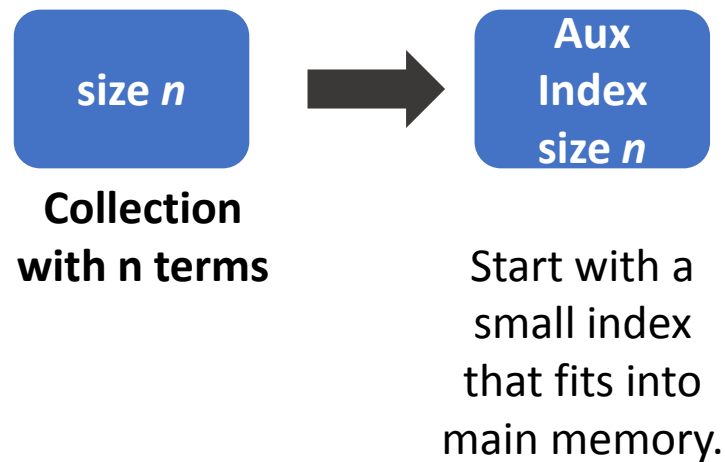 size n
Collection
with n terms
Aux
Index
size n
Start with a
small index
that fits into
main memory.